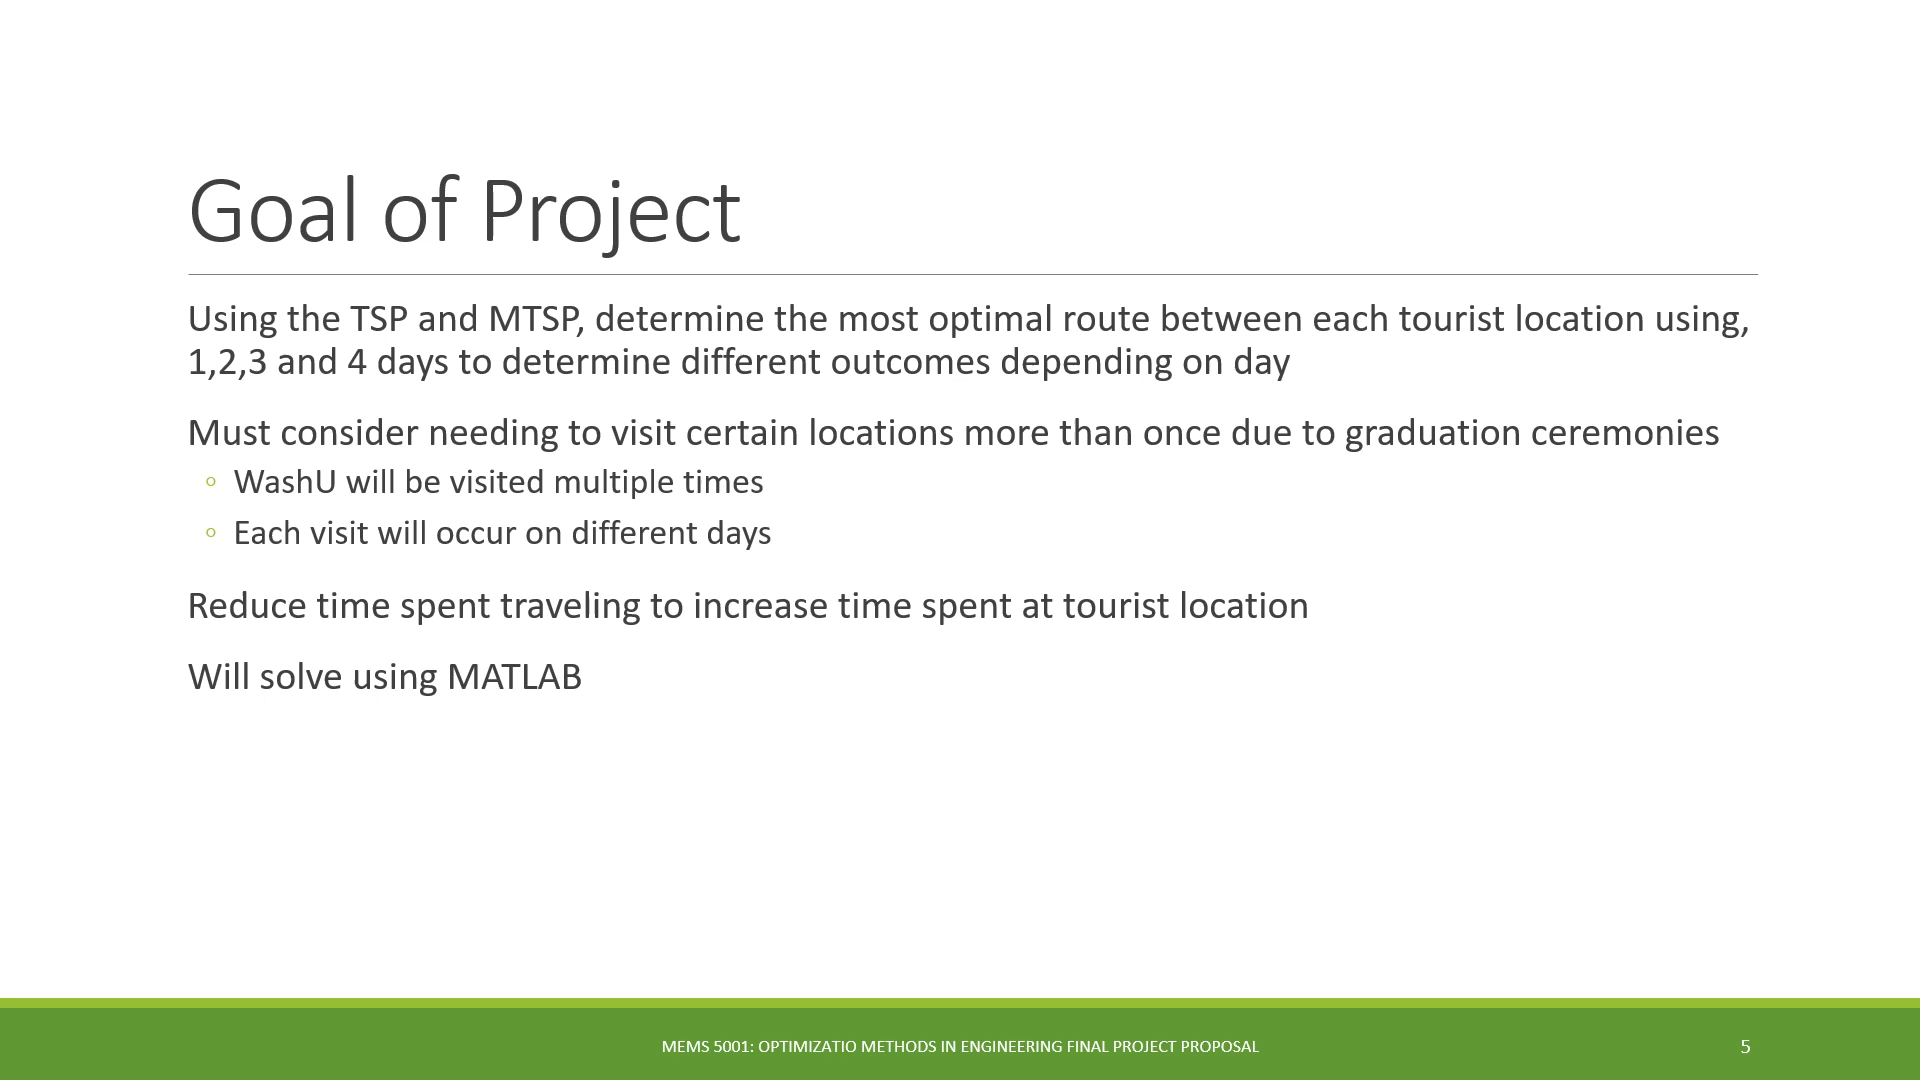 Goal of Project
Using the TSP and MTSP, determine the most optimal route between each tourist location using,
1,2,3 and 4 days to determine different outcomes depending on day
Must consider needing to visit certain locations more than once due to graduation ceremonies
◦ WashU will be visited multiple times
◦ Each visit will occur on different days
Reduce time spent traveling to increase time spent at tourist location
Will solve using MATLAB
MEMS 5001: OPTIMIZATIO METHODS IN ENGINEERING FINAL PROJECT PROPOSAL
5